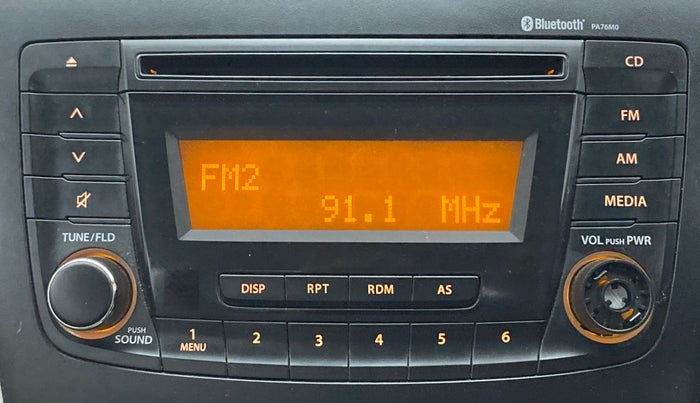 Bluetooth PA76M0
CD
FM
AM
MEDIA
FM2
91.1 MHz
TUNE/FLD
VOL PUSH PWR
DISP RPT RDM AS
PUSH
SOUND
1 2 3 4 5 6
MENU